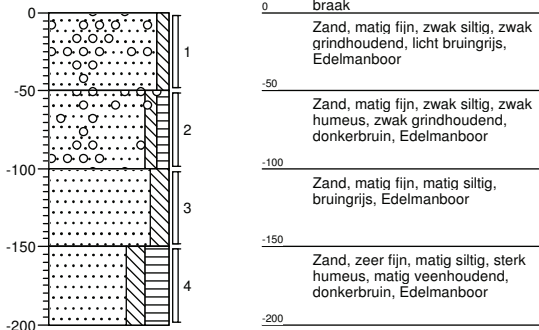 0
-50
-100
-150
-200
1
2
3
4
0 braak
Zand, matig fijn, zwak siltig, zwak
grindhoudend, licht bruingrijs,
Edelmanboor
-50
Zand, matig fijn, zwak siltig, zwak
humeus, zwak grindhoudend,
donkerbruin, Edelmanboor
-100
Zand, matig fijn, matig siltig,
bruingrijs, Edelmanboor
-150
Zand, zeer fijn, matig siltig, sterk
humeus, matig veenhoudend,
donkerbruin, Edelmanboor
-200